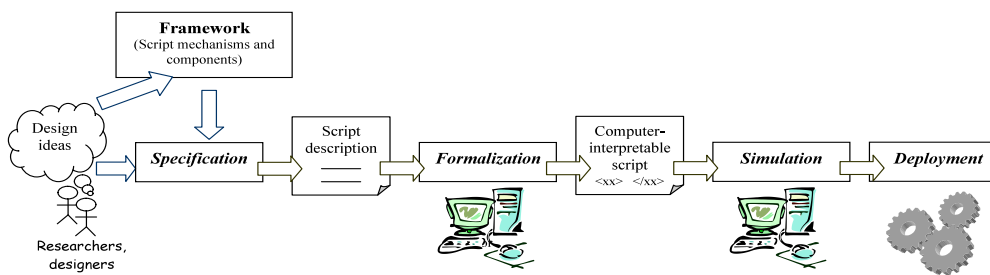 Framework
(Script mechanisms and
components)
Design
ideas
Researchers,
designers
Specification
Script
description
Formalization
Computer-
interpretable
script
<xx> </xx>
Simulation
Deployment